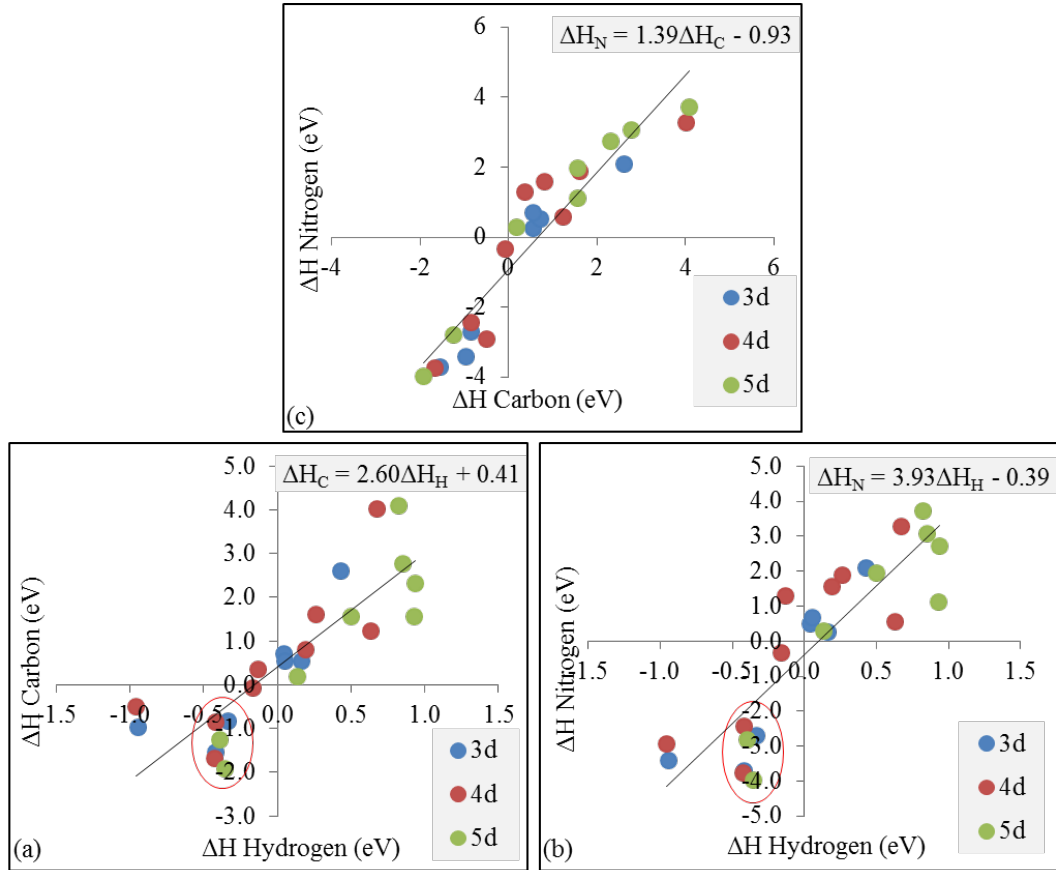 ΔH_N = 1.39ΔH_C - 0.93
ΔH Nitrogen (eV)
6
4
2
0
-2
-4
-4
-2
0
2
4
6
3d
4d
5d
ΔH Carbon (eV)
(c)
ΔH_C = 2.60ΔH_H + 0.41
ΔH Carbon (eV)
5.0
4.0
3.0
2.0
1.0
0.0
-1.0
-2.0
-3.0
-1.5
-1.0
-0.5
0.0
0.5
1.0
1.5
3d
4d
5d
ΔH Hydrogen (eV)
(a)
ΔH_N = 3.93ΔH_H - 0.39
ΔH Nitrogen (eV)
5.0
4.0
3.0
2.0
1.0
0.0
-1.0
-2.0
-3.0
-4.0
-5.0
-1.5
-1.0
-0.5
0.0
0.5
1.0
1.5
3d
4d
5d
ΔH Hydrogen (eV)
(b)